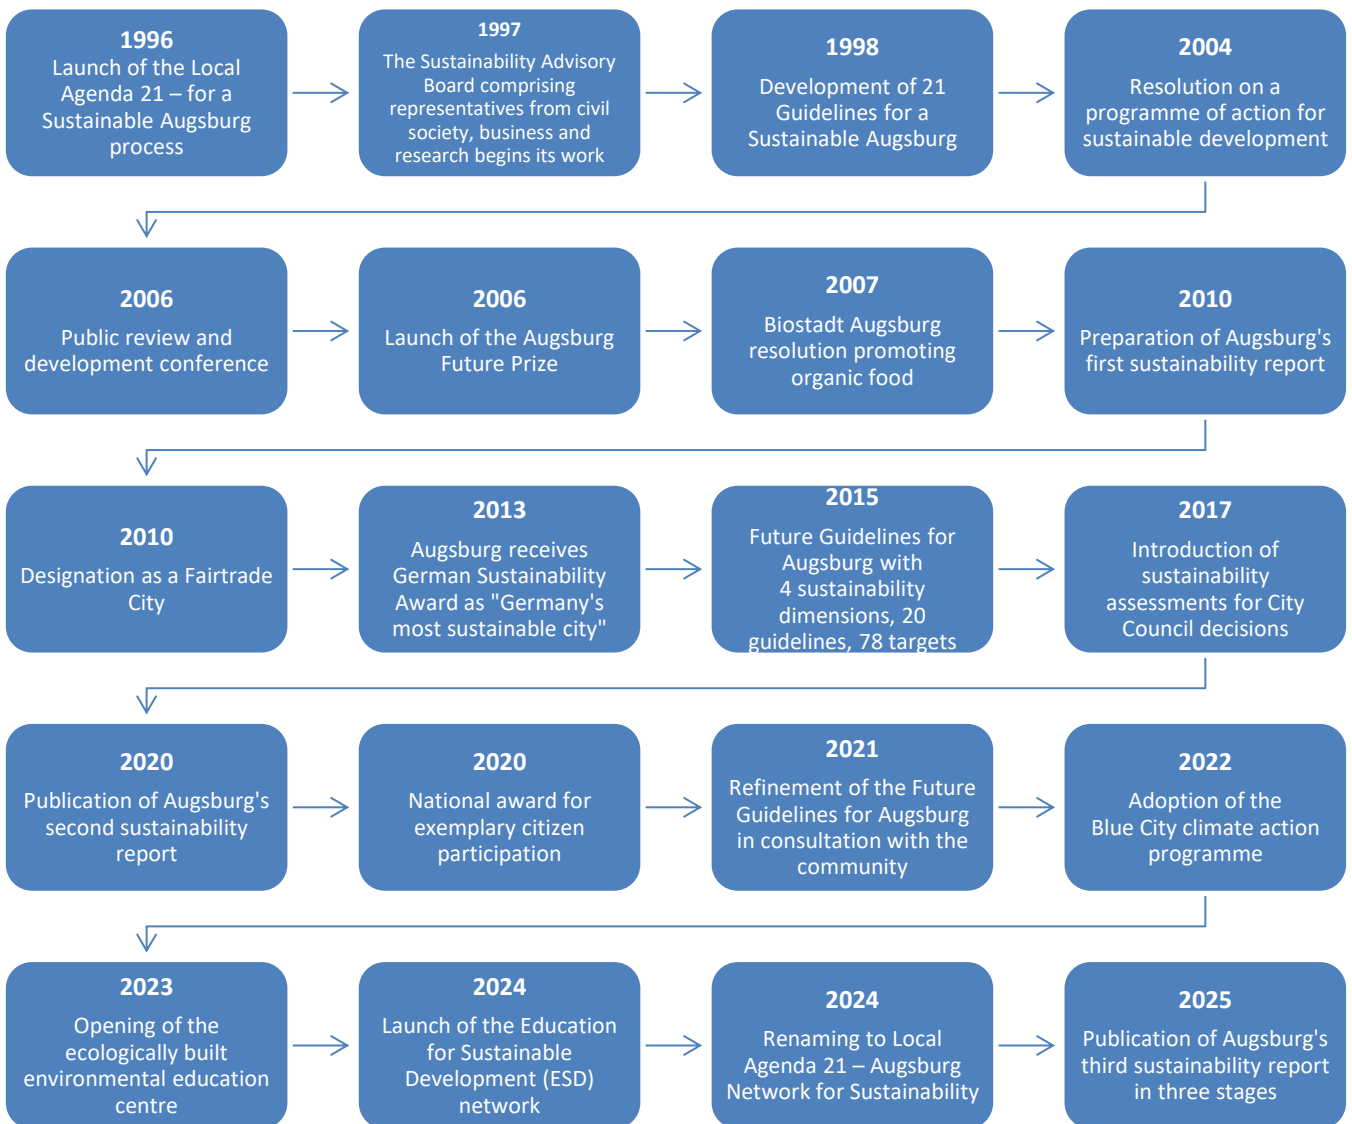 1996
Launch of the Local
Agenda 21 – for a
Sustainable Augsburg
process
1997
The Sustainability Advisory
Board comprising
representatives from civil
society, business and
research begins its work
1998
Development of 21
Guidelines for a
Sustainable Augsburg
2004
Resolution on a
programme of action for
sustainable development
2006
Public review and
development conference
2006
Launch of the Augsburg
Future Prize
2007
Biostadt Augsburg
resolution promoting
organic food
2010
Preparation of Augsburg's
first sustainability report
2010
Designation as a Fairtrade
City
2013
Augsburg receives
German Sustainability
Award as "Germany's
most sustainable city"
2015
Future Guidelines for
Augsburg with
4 sustainability
dimensions, 20
guidelines, 78 targets
2017
Introduction of
sustainability
assessments for City
Council decisions
2020
Publication of Augsburg's
second sustainability
report
2020
National award for
exemplary citizen
participation
2021
Refinement of the Future
Guidelines for Augsburg
in consultation with the
community
2022
Adoption of the
Blue City climate action
programme
2023
Opening of the
ecologically built
environmental education
centre
2024
Launch of the Education
for Sustainable
Development (ESD)
network
2024
Renaming to Local
Agenda 21 – Augsburg
Network for Sustainability
2025
Publication of Augsburg's
third sustainability report
in three stages